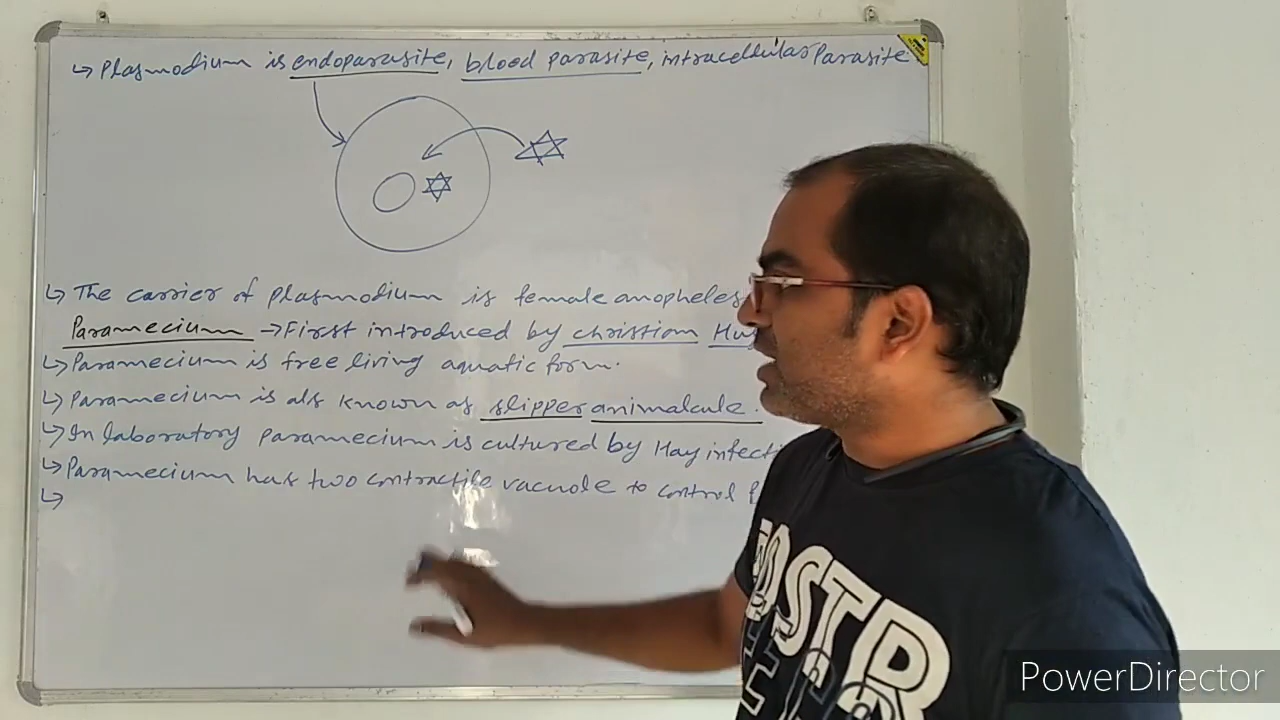 ↳ Plasmodium is endoparasite, blood parasite, intracellular Parasite
↳ The carrier of plasmodium is female anopheles
Paramecium → First introduced by christian
↳ Paramecium is free living aquatic form.
↳ Paramecium is als known as slipper animalcule.
↳ In laboratory paramecium is cultured by Hay
↳ Paramecium has two contractile vacuole to control
↳
PowerDirector